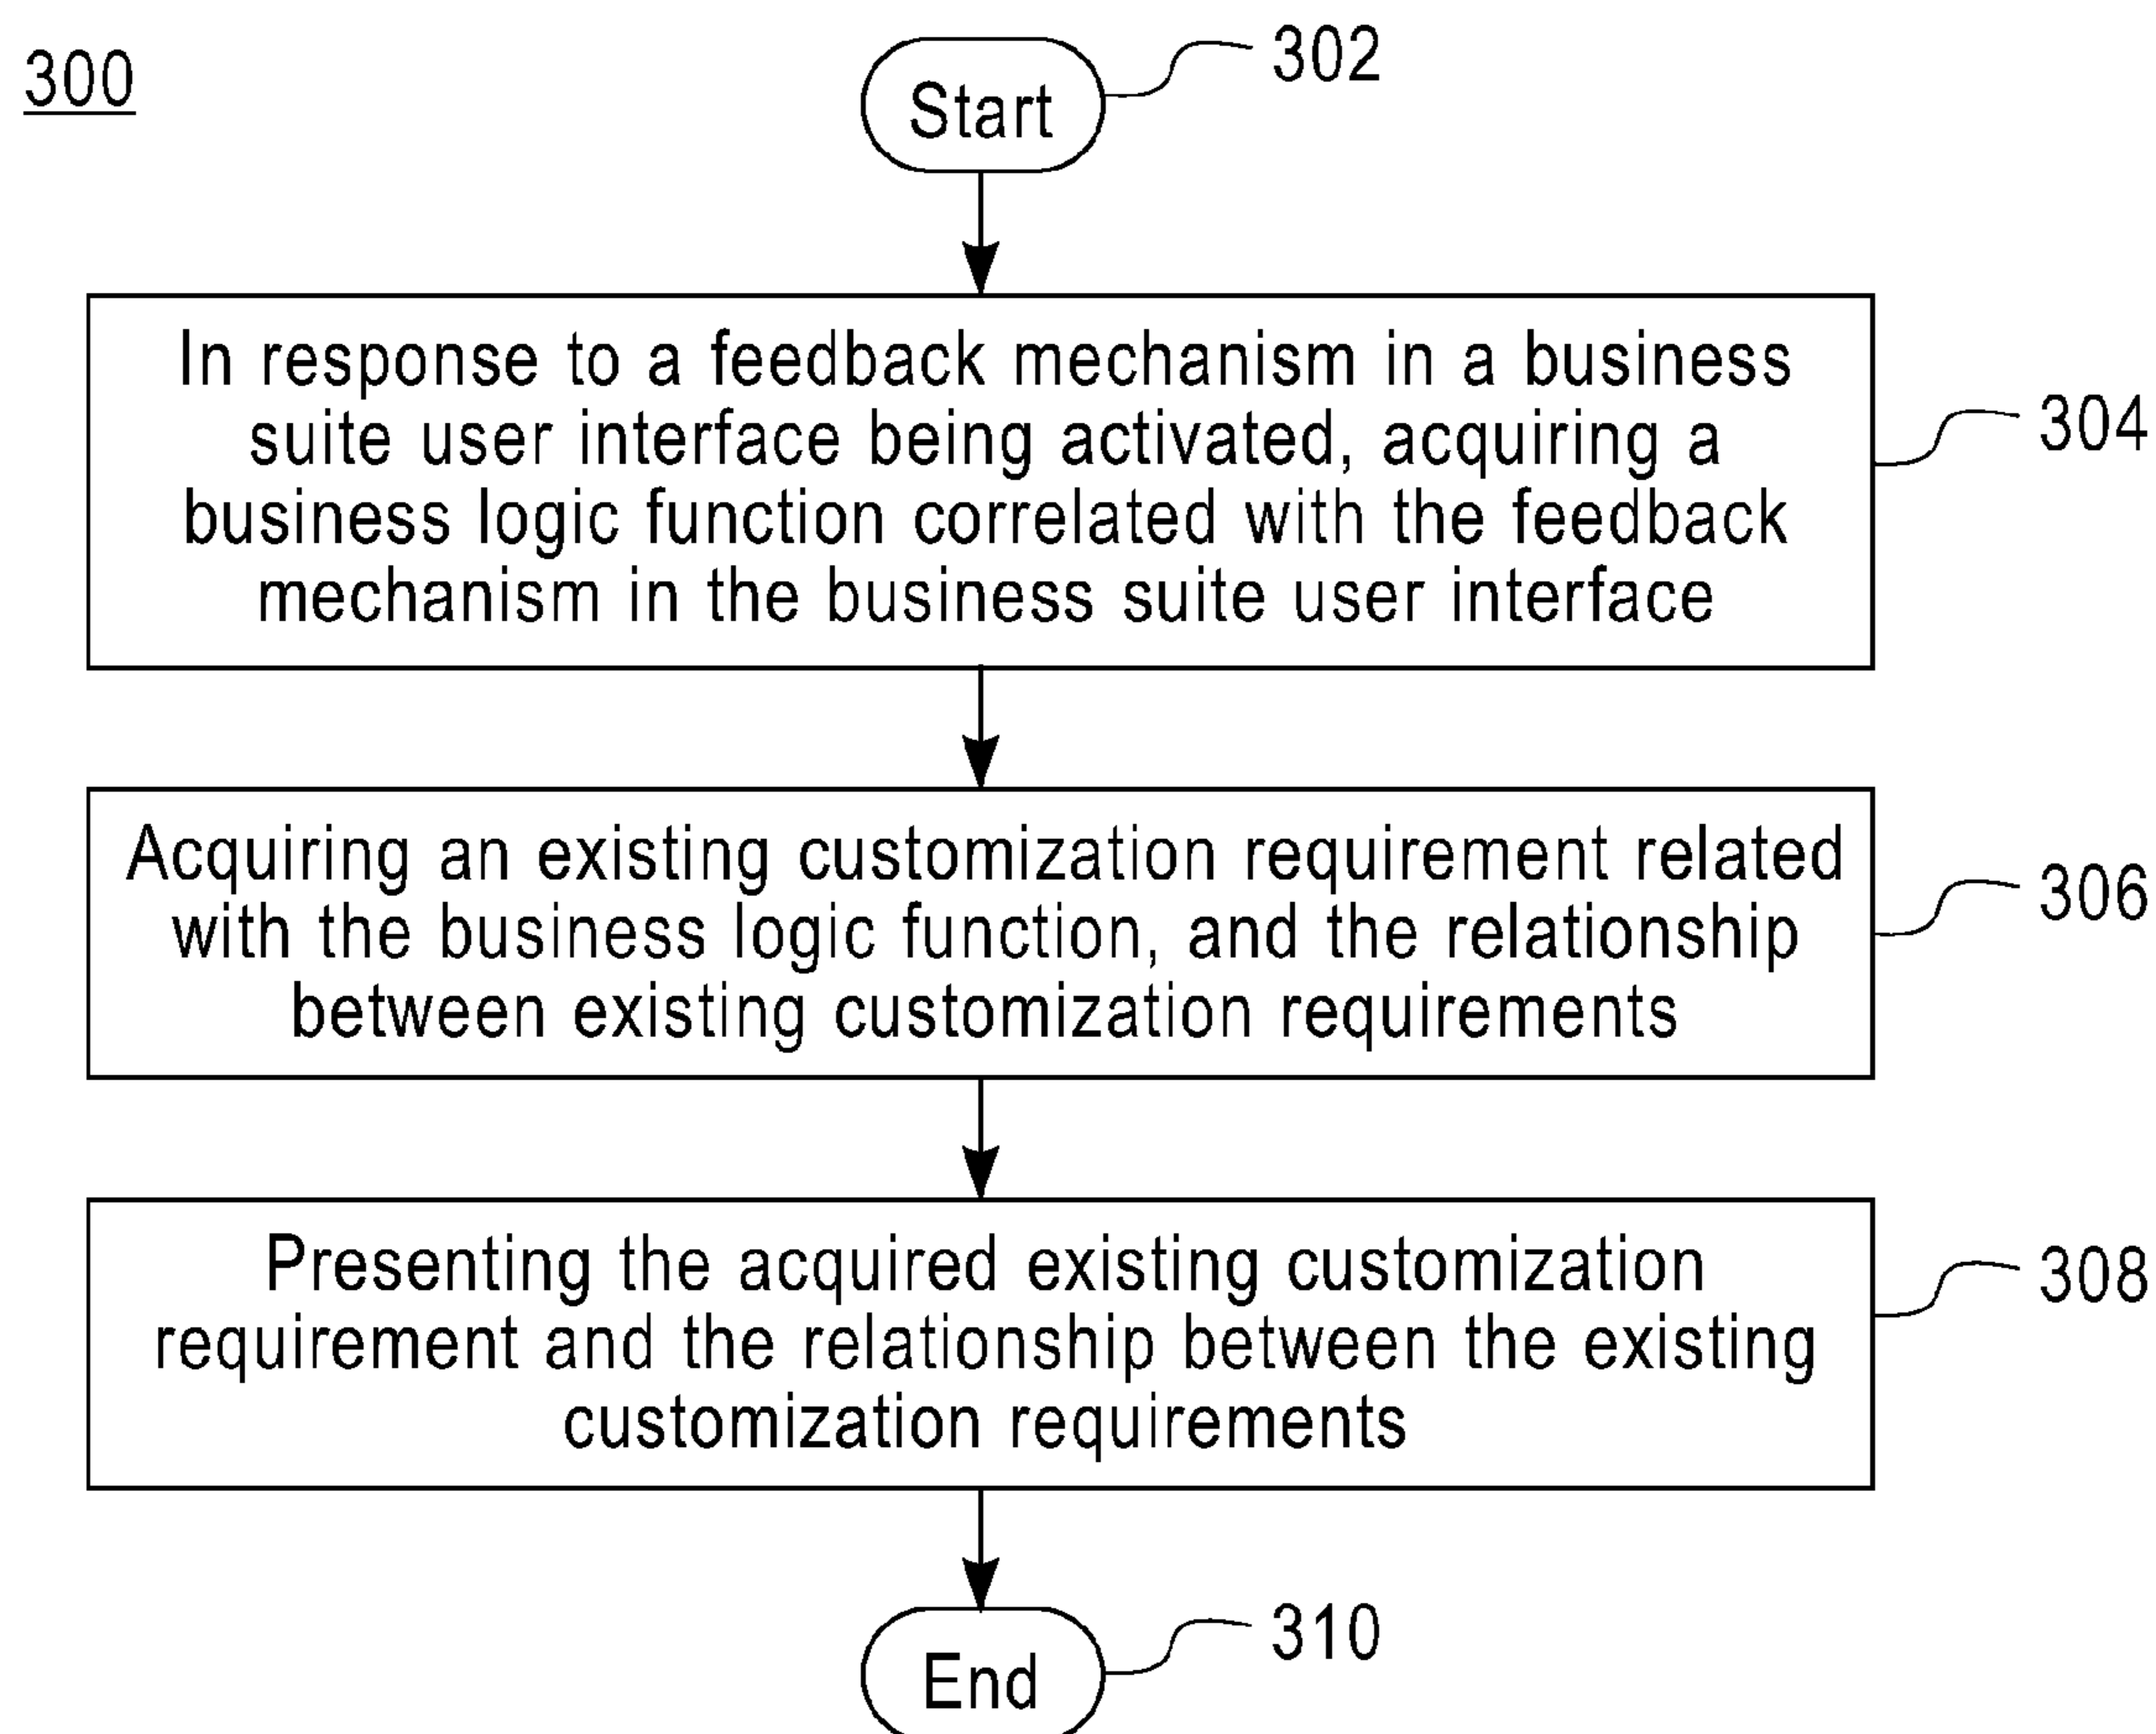 300
302
Start
In response to a feedback mechanism in a business
suite user interface being activated, acquiring a
business logic function correlated with the feedback
mechanism in the business suite user interface
304
Acquiring an existing customization requirement related
with the business logic function, and the relationship
between existing customization requirements
306
Presenting the acquired existing customization
requirement and the relationship between the existing
customization requirements
308
310
End